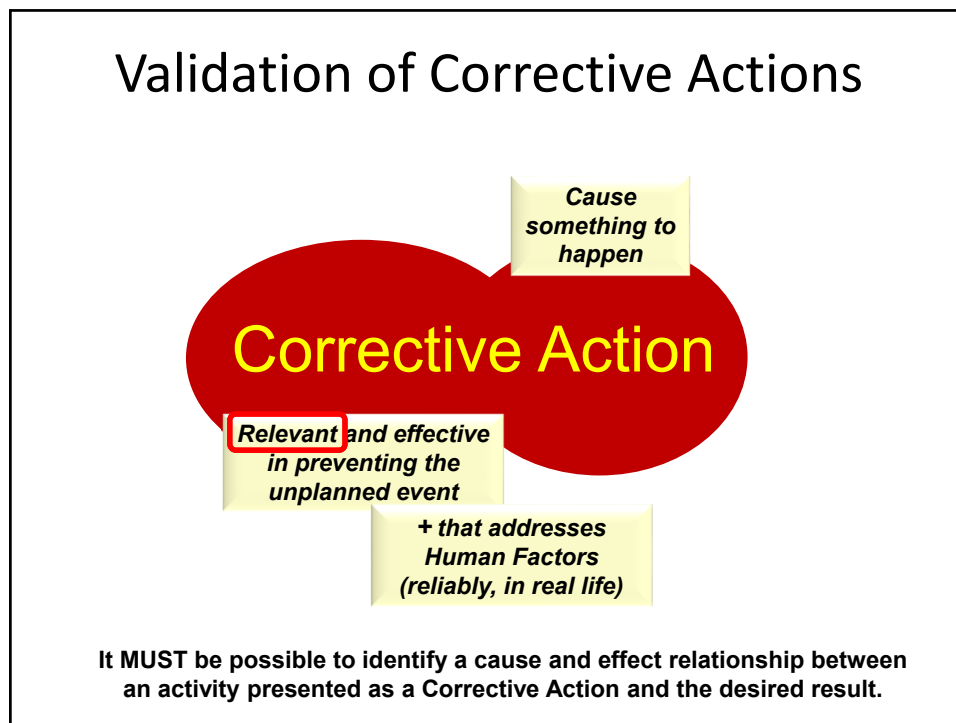 Validation of Corrective Actions
Cause
something to
happen
Corrective Action
Relevant and effective
in preventing the
unplanned event
+ that addresses
Human Factors
(reliably, in real life)
It MUST be possible to identify a cause and effect relationship between
an activity presented as a Corrective Action and the desired result.